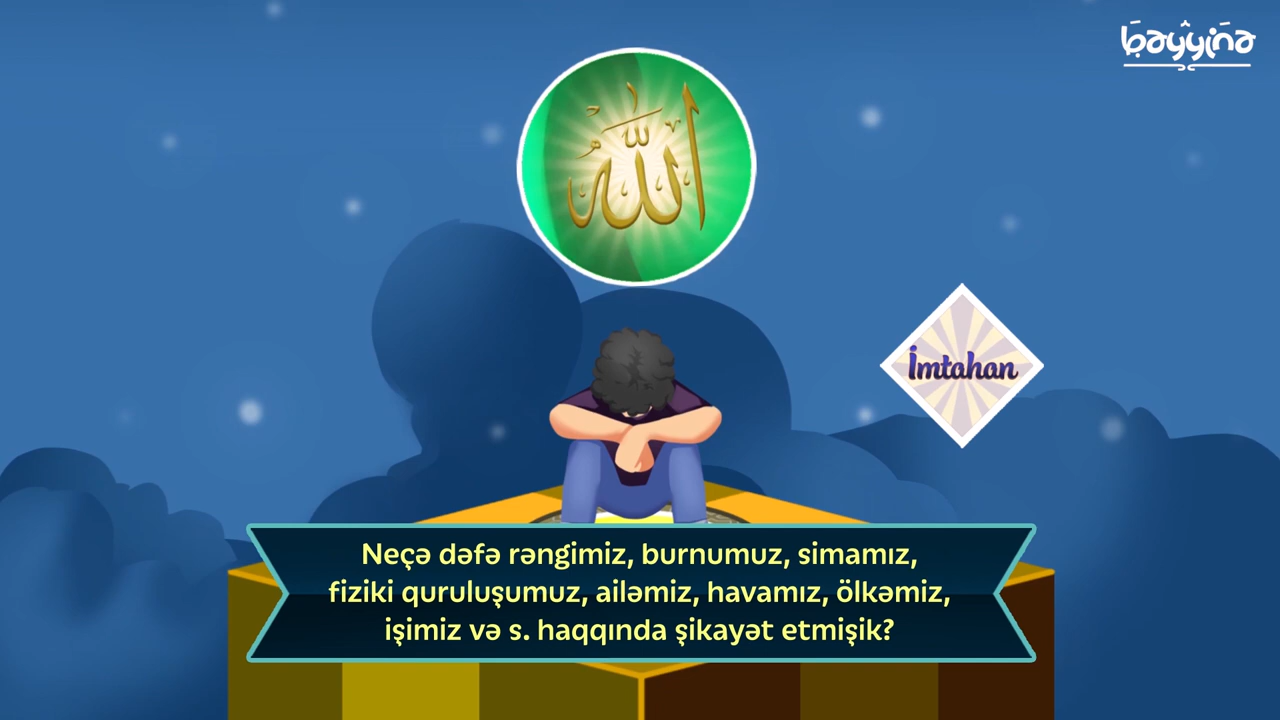 bayyina
الله
İmtahan
Neçə dəfə rəngimiz, burnumuz, simamız,
fiziki quruluşumuz, ailəmiz, havamız, ölkəmiz,
işimiz və s. haqqında şikayət etmişik?